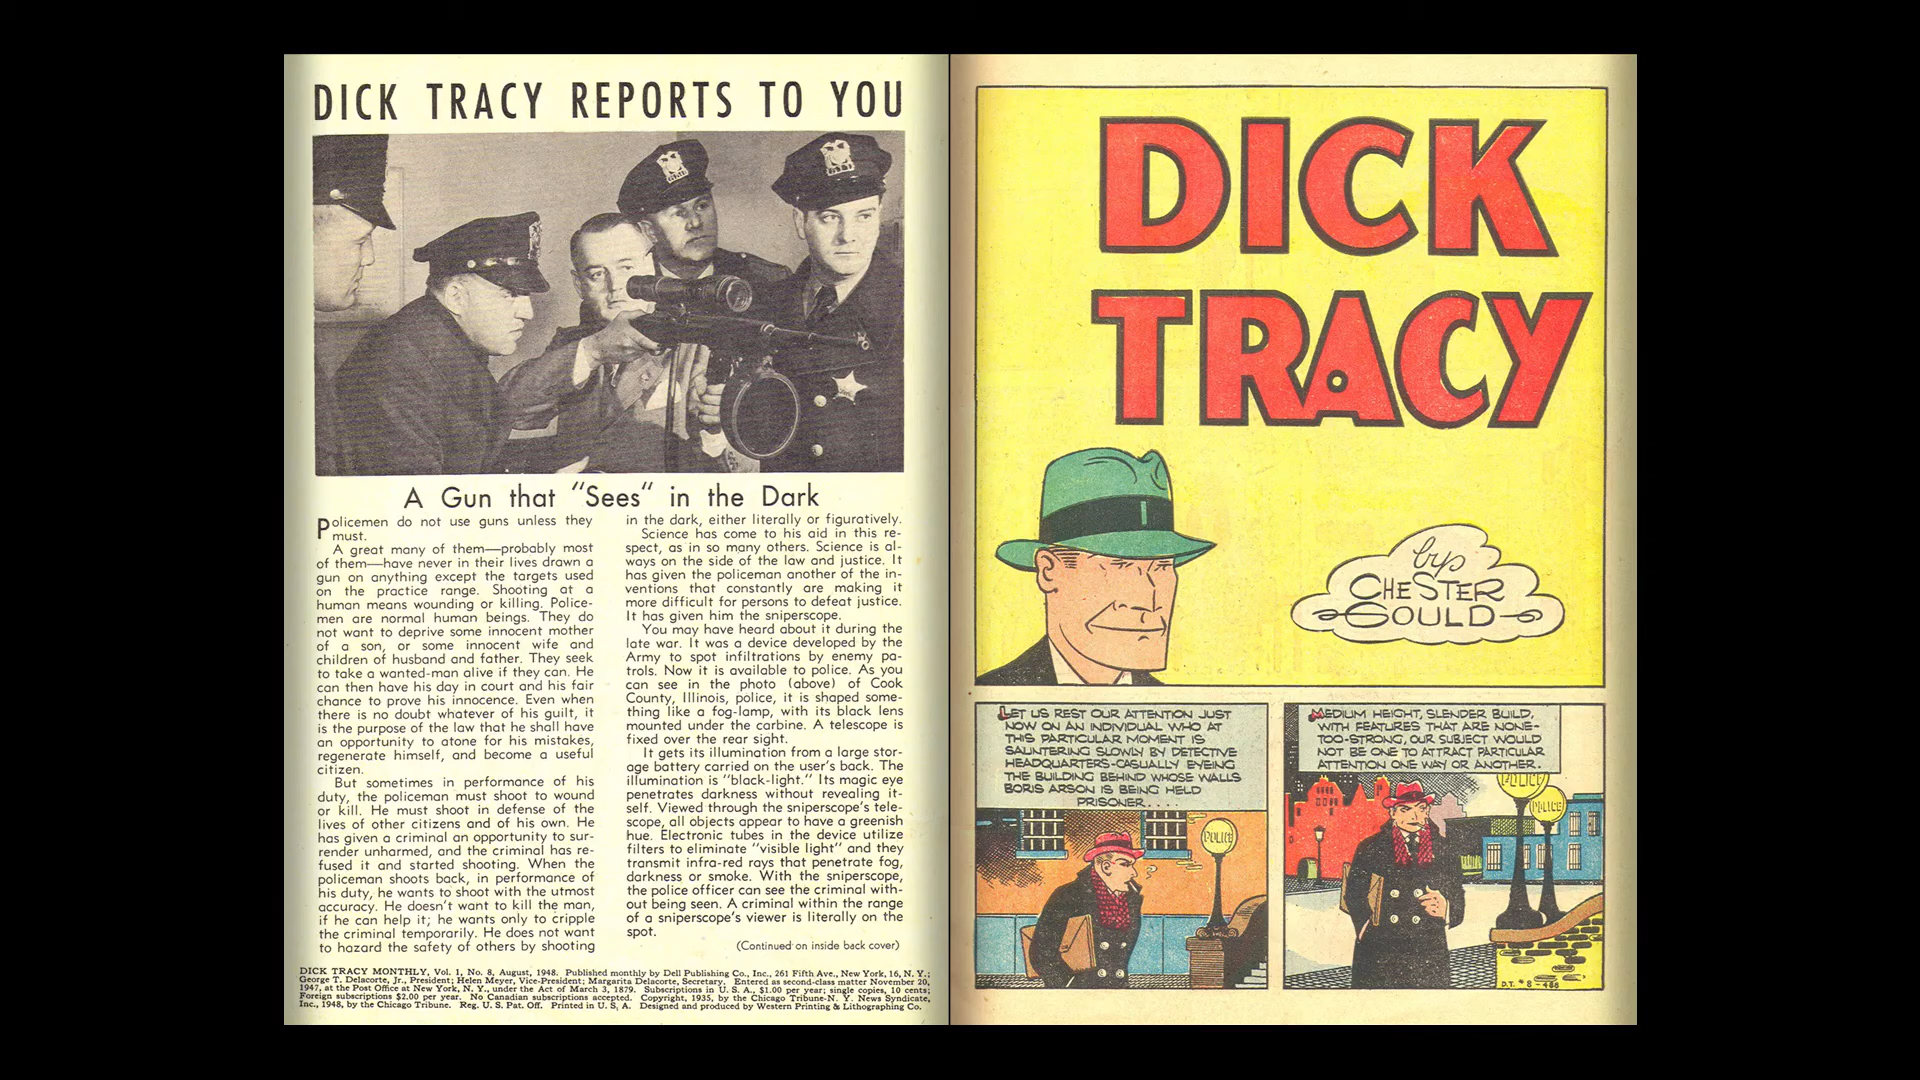 DICK TRACY REPORTS TO YOU
A Gun that "Sees" in the Dark
Policemen do not use guns unless they
must.
A great many of them—probably most
of them—have never in their lives drawn a
gun on anything except the targets used
on the practice range. Shooting at a
human means wounding or killing. Police-
men are normal human beings. They do
not want to deprive some innocent mother
of a son, or some innocent wife and
children of husband and father. They seek
to take a wanted-man alive if they can. He
can then have his day in court and his fair
chance to prove his innocence. Even when
there is no doubt whatever of his guilt, it
is the purpose of the law that he shall have
an opportunity to atone for his mistakes,
regenerate himself, and become a useful
citizen.
But sometimes in performance of his
duty, the policeman must shoot to wound
or kill. He must shoot in defense of the
lives of other citizens and of his own. He
has given a criminal an opportunity to sur-
render unharmed, and the criminal has re-
fused it and started shooting. When the
policeman shoots back, in performance of
his duty, he wants to shoot with the utmost
accuracy. He doesn't want to kill the man,
if he can help it; he wants only to cripple
the criminal temporarily. He does not want
to hazard the safety of others by shooting
in the dark, either literally or figuratively.
Science has come to his aid in this re-
spect, as in so many others. Science is al-
ways on the side of the law and justice. It
has given the policeman another of the in-
ventions that constantly are making it
more difficult for persons to defeat justice.
It has given him the sniperscope.
You may have heard about it during the
late war. It was a device developed by the
Army to spot infiltrations by enemy pa-
trols. Now it is available to police. As you
can see in the photo (above) of Cook
County, Illinois, police, it is shaped some-
thing like a fog-lamp, with its black lens
mounted under the carbine. A telescope is
fixed over the rear sight.
It gets its illumination from a large stor-
age battery carried on the user's back. The
illumination is "black-light." Its magic eye
penetrates darkness without revealing it-
self. Viewed through the sniperscope's tele-
scope, all objects appear to have a greenish
hue. Electronic tubes in the device utilize
filters to eliminate "visible light" and they
transmit infra-red rays that penetrate fog,
darkness or smoke. With the sniperscope,
the police officer can see the criminal with-
out being seen. A criminal within the range
of a sniperscope's viewer is literally on the
spot.
(Continued on inside back cover)
DICK TRACY MONTHLY, Vol. 1, No. 8, August, 1948. Published monthly by Dell Publishing Co., Inc., 261 Fifth Ave., New York, 16, N. Y.;
George T. Delacorte, Jr., President; Helen Meyer, Vice-President; Margarita Delacorte, Secretary. Entered as second-class matter November 20,
1947, at the Post Office at New York, N. Y., under the Act of March 3, 1879. Subscriptions in U. S. A., $1.00 per year; single copies, 10 cents;
Foreign subscriptions $2.00 per year. No Canadian subscriptions accepted. Copyright, 1935, by the Chicago Tribune-N. Y. News Syndicate,
Inc., 1948, by the Chicago Tribune. Reg. U. S. Pat. Off. Printed in U. S. A. Designed and produced by Western Printing & Lithographing Co.
DICK
TRACY
by
CHESTER
GOULD
LET US REST OUR ATTENTION JUST
NOW ON AN INDIVIDUAL WHO AT
THIS PARTICULAR MOMENT IS
SAUNTERING SLOWLY BY DETECTIVE
HEADQUARTERS-CASUALLY EYEING
THE BUILDING BEHIND WHOSE WALLS
BORIS ARSON IS BEING HELD
PRISONER....
POLICE
?
MEDIUM HEIGHT, SLENDER BUILD,
WITH FEATURES THAT ARE NONE-
TOO-STRONG, OUR SUBJECT WOULD
NOT BE ONE TO ATTRACT PARTICULAR
ATTENTION ONE WAY OR ANOTHER.
POLICE
POLICE
D.T. #8-488